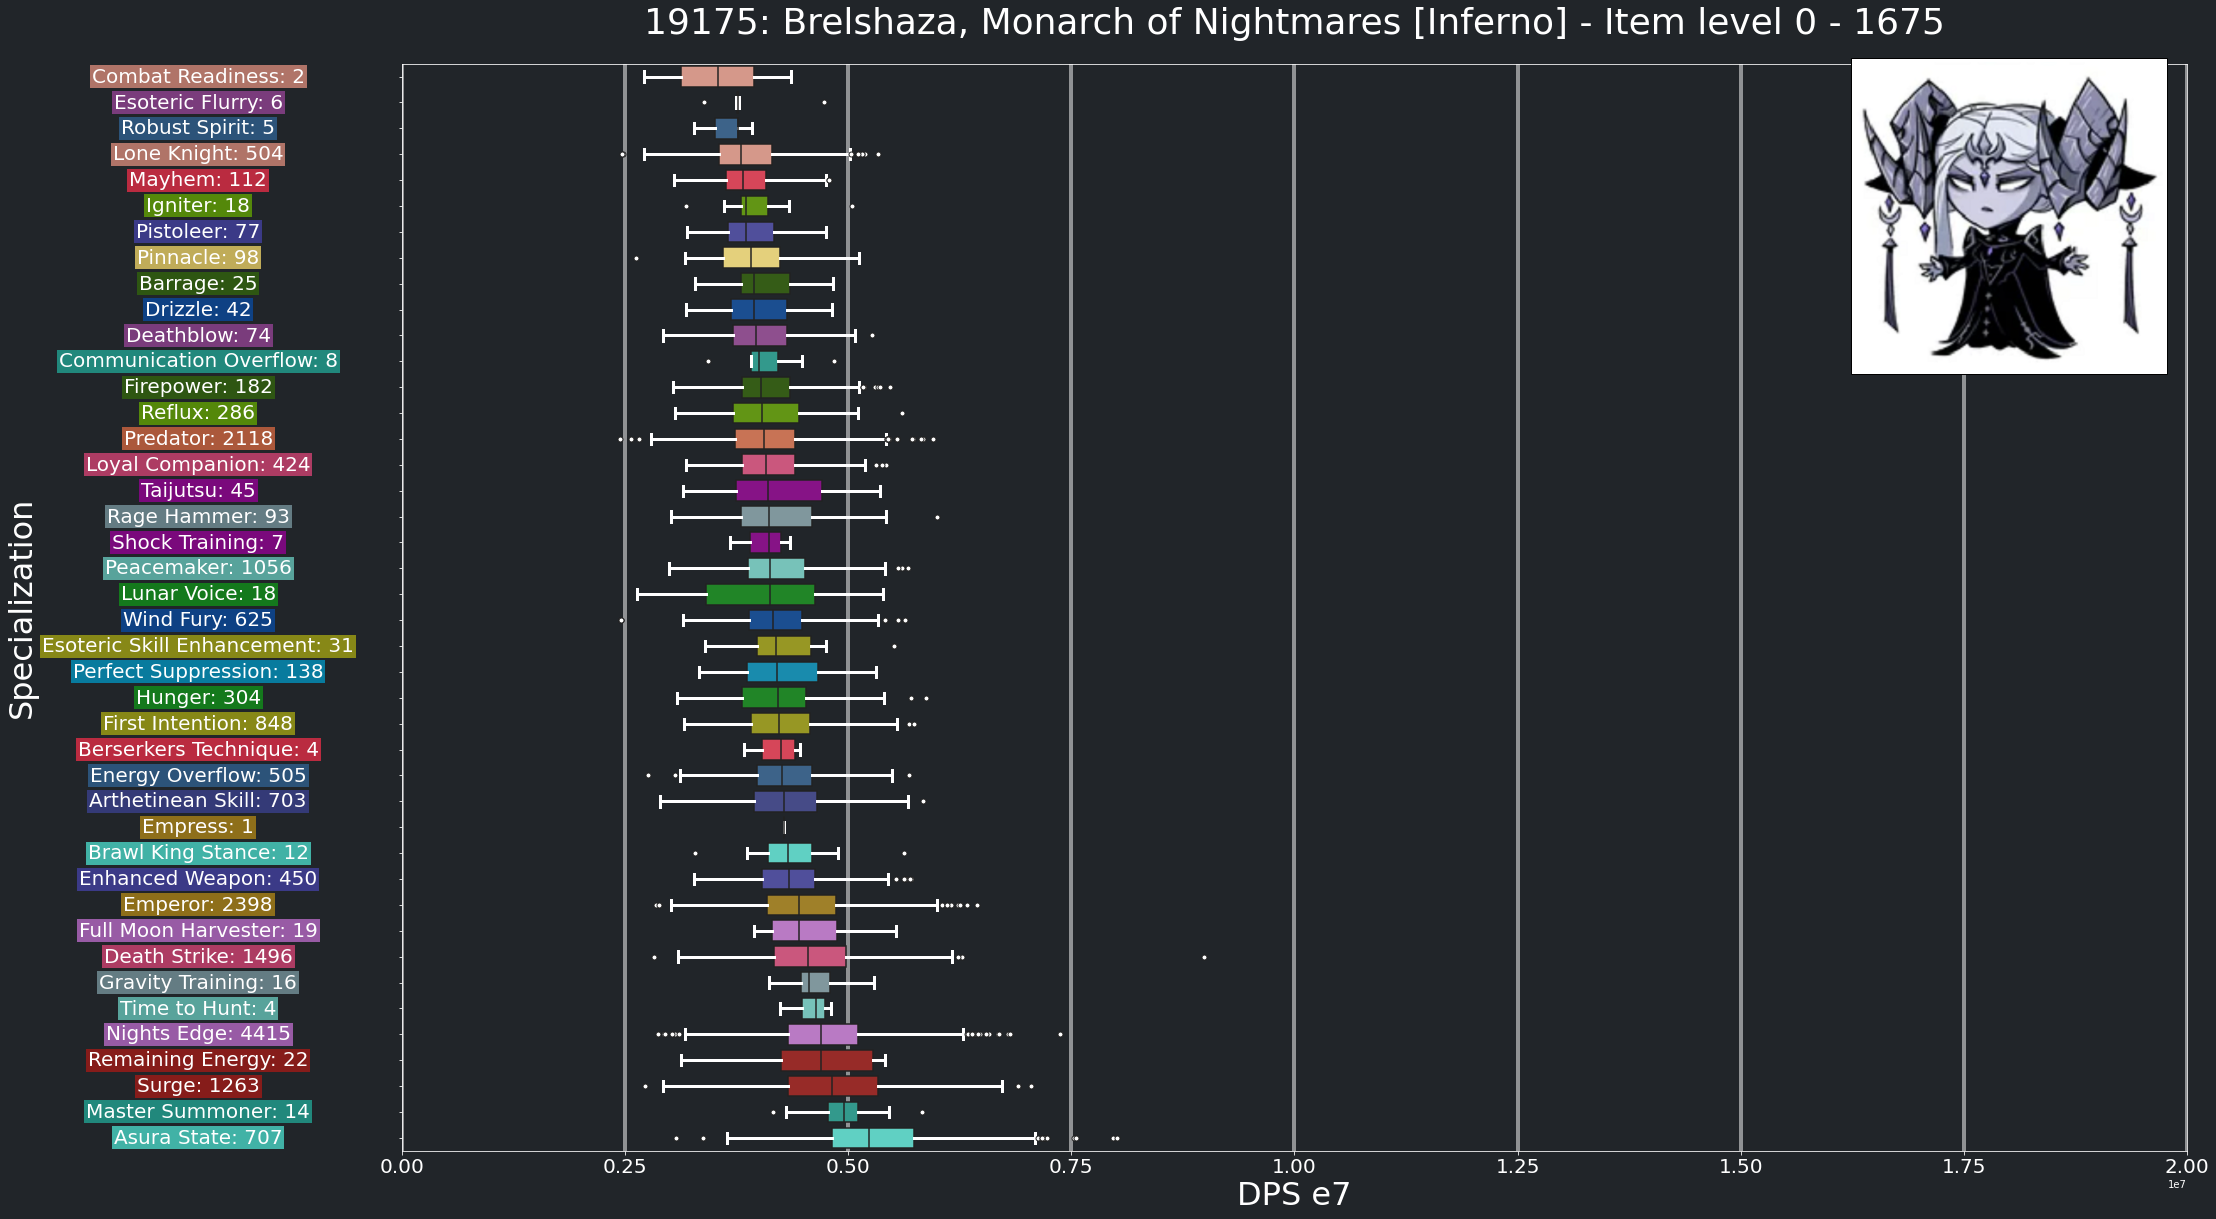 19175: Brelshaza, Monarch of Nightmares [Inferno] - Item level 0 - 1675
Specialization
Combat Readiness: 2
Esoteric Flurry: 6
Robust Spirit: 5
Lone Knight: 504
Mayhem: 112
Igniter: 18
Pistoleer: 77
Pinnacle: 98
Barrage: 25
Drizzle: 42
Deathblow: 74
Communication Overflow: 8
Firepower: 182
Reflux: 286
Predator: 2118
Loyal Companion: 424
Taijutsu: 45
Rage Hammer: 93
Shock Training: 7
Peacemaker: 1056
Lunar Voice: 18
Wind Fury: 625
Esoteric Skill Enhancement: 31
Perfect Suppression: 138
Hunger: 304
First Intention: 848
Berserkers Technique: 4
Energy Overflow: 505
Arthetinean Skill: 703
Empress: 1
Brawl King Stance: 12
Enhanced Weapon: 450
Emperor: 2398
Full Moon Harvester: 19
Death Strike: 1496
Gravity Training: 16
Time to Hunt: 4
Nights Edge: 4415
Remaining Energy: 22
Surge: 1263
Master Summoner: 14
Asura State: 707
0.00 0.25 0.50 0.75 1.00 1.25 1.50 1.75 2.00
1e7
DPS e7